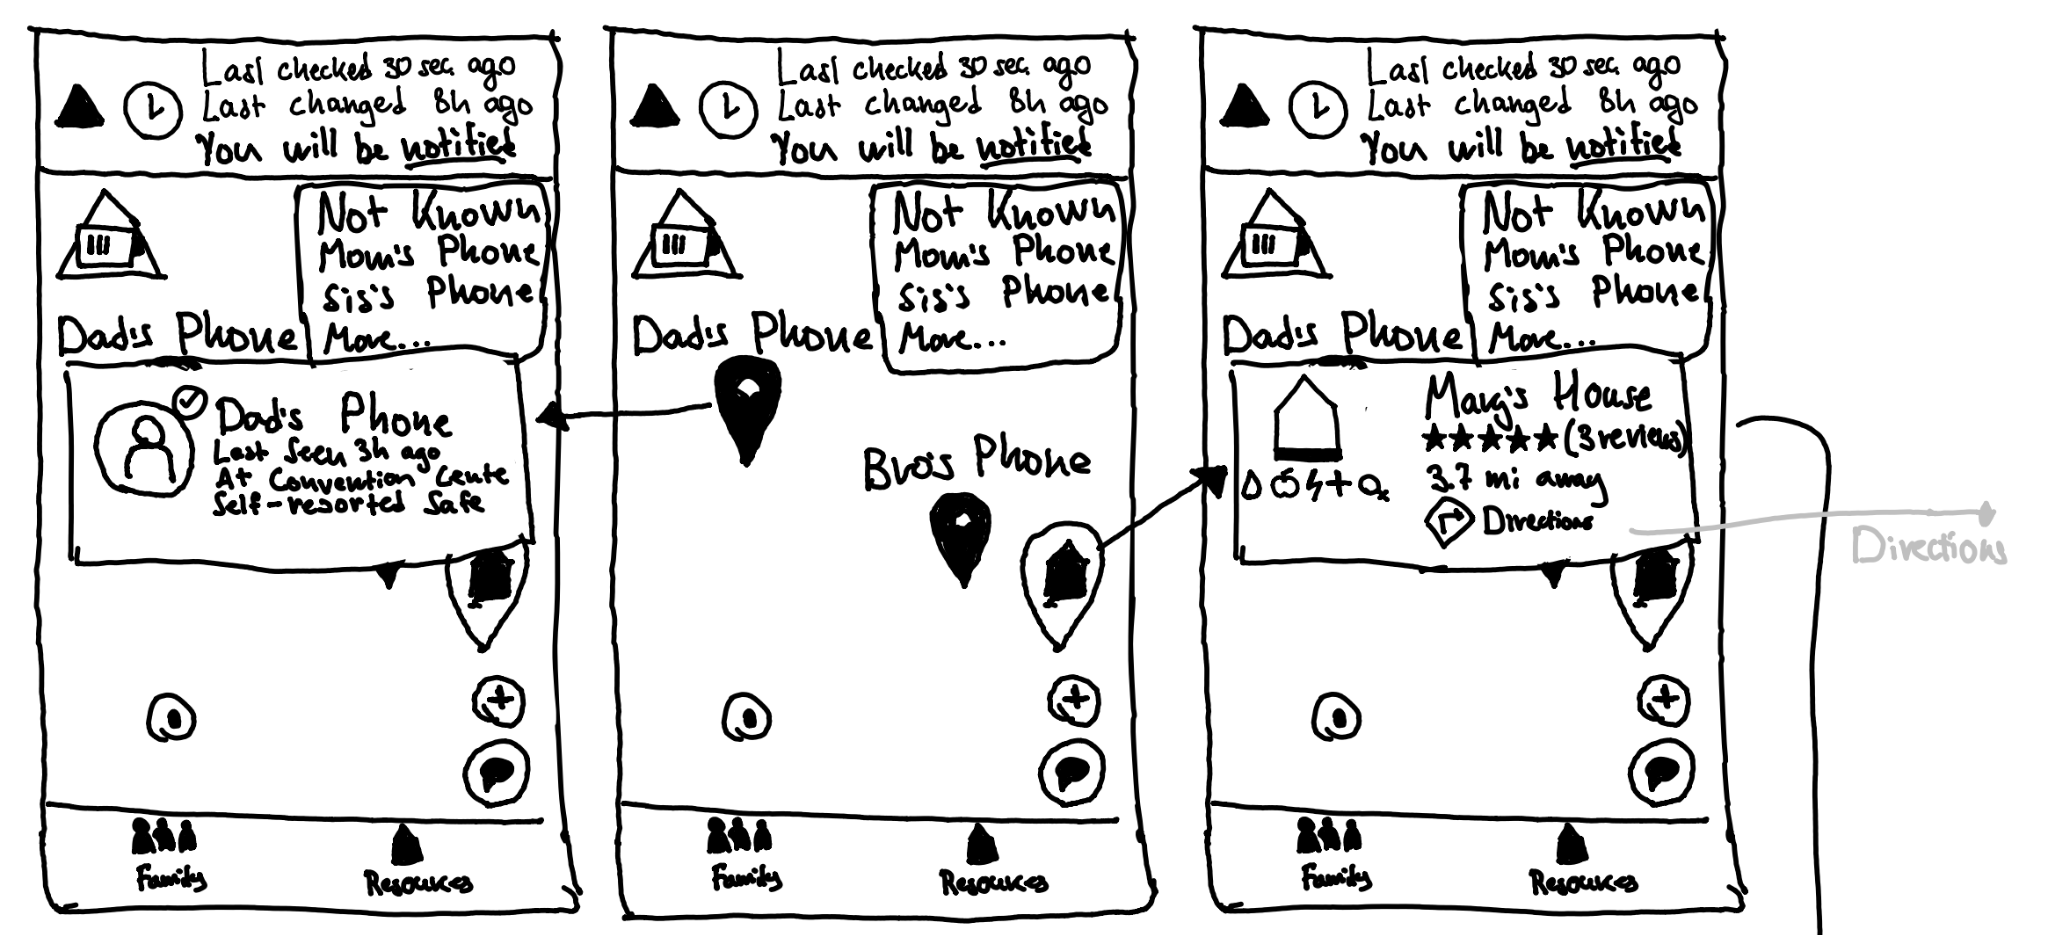 Last checked 30 sec. ago
Last changed 8h ago
You will be notified
Not Known
Mom's Phone
Sis's Phone
More...
Dad's Phone
Dad's Phone
Last Seen 3h ago
At Convention Cente
Self-reported Safe
Family
Resources
Last checked 30 sec. ago
Last changed 8h ago
You will be notified
Not Known
Mom's Phone
Sis's Phone
More...
Dad's Phone
Bro's Phone
Family
Resources
Last checked 30 sec. ago
Last changed 8h ago
You will be notified
Not Known
Mom's Phone
Sis's Phone
More...
Dad's Phone
Mary's House
★★★★★ (3 reviews)
3.7 mi away
Directions
Family
Resources
Directions